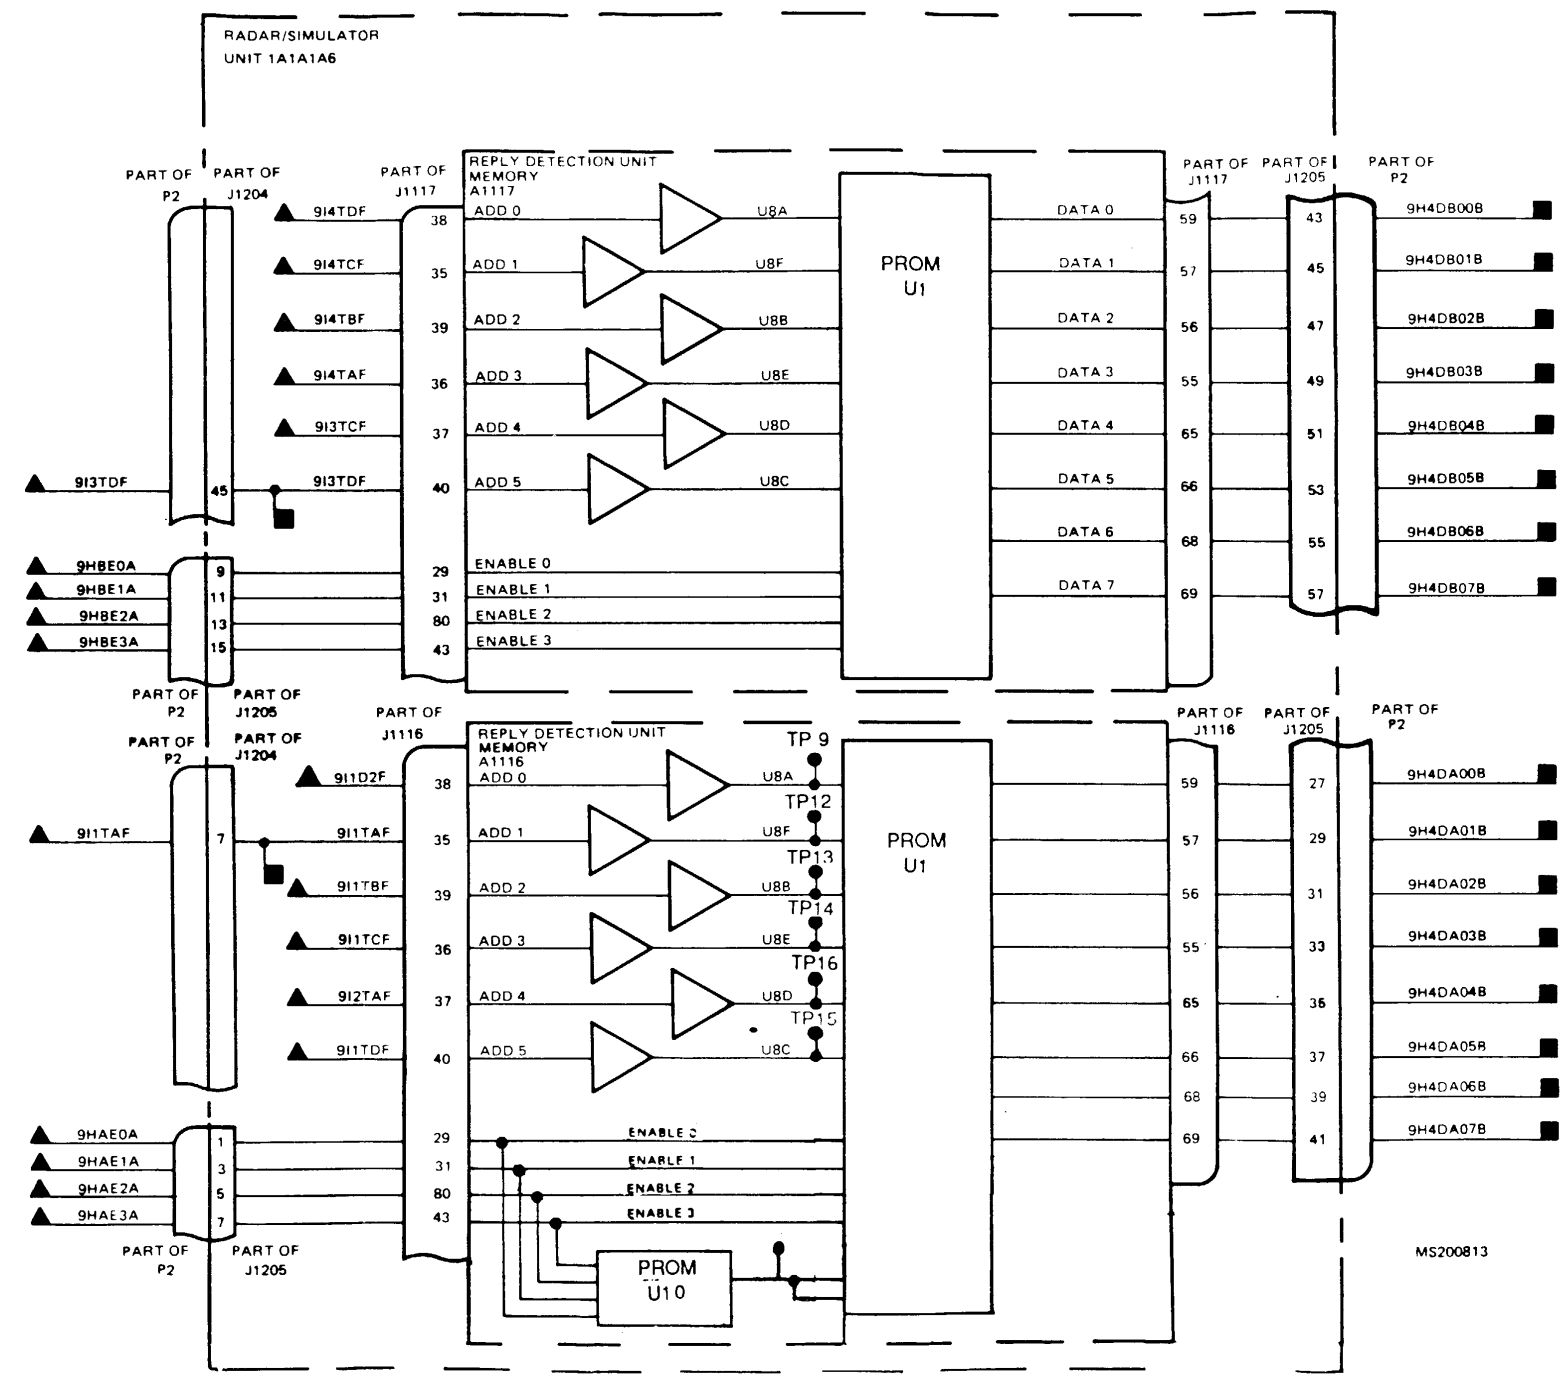 RADAR/SIMULATOR
UNIT 1A1A1A6
PART OF
P2
PART OF
J1204
PART OF
J1117
REPLY DETECTION UNIT
MEMORY
A1117
PART OF
J1117
PART OF
J1205
PART OF
P2
9I4TDF 38 ADD 0 U8A DATA 0 59 43 9H4DB00B
9I4TCF 35 ADD 1 U8F DATA 1 57 45 9H4DB01B
PROM
U1
9I4TBF 39 ADD 2 U8B DATA 2 56 47 9H4DB02B
9I4TAF 36 ADD 3 U8E DATA 3 55 49 9H4DB03B
9I3TCF 37 ADD 4 U8D DATA 4 65 51 9H4DB04B
9I3TDF 45 9I3TDF 40 ADD 5 U8C DATA 5 66 53 9H4DB05B
DATA 6 68 55 9H4DB06B
9HBE0A 9 29 ENABLE 0
9HBE1A 11 31 ENABLE 1 DATA 7 69 57 9H4DB07B
9HBE2A 13 80 ENABLE 2
9HBE3A 15 43 ENABLE 3
PART OF
P2
PART OF
J1205
PART OF
P2
PART OF
J1204
PART OF
J1116
REPLY DETECTION UNIT
MEMORY
A1116
PART OF
J1116
PART OF
J1205
PART OF
P2
TP 9
9I1D2F 38 ADD 0 U8A 59 27 9H4DA00B
TP12
9I1TAF 7 9I1TAF 35 ADD 1 U8F 57 29 9H4DA01B
PROM
U1
TP13
9I1TBF 39 ADD 2 U8B 56 31 9H4DA02B
TP14
9I1TCF 36 ADD 3 U8E 55 33 9H4DA03B
TP16
9I2TAF 37 ADD 4 U8D 65 35 9H4DA04B
TP15
9I1TDF 40 ADD 5 U8C 66 37 9H4DA05B
68 39 9H4DA06B
9HAE0A 1 29 ENABLE 0 69 41 9H4DA07B
9HAE1A 3 31 ENABLE 1
9HAE2A 5 80 ENABLE 2
9HAE3A 7 43 ENABLE 3
PART OF
P2
PART OF
J1205
PROM
U10
MS200813